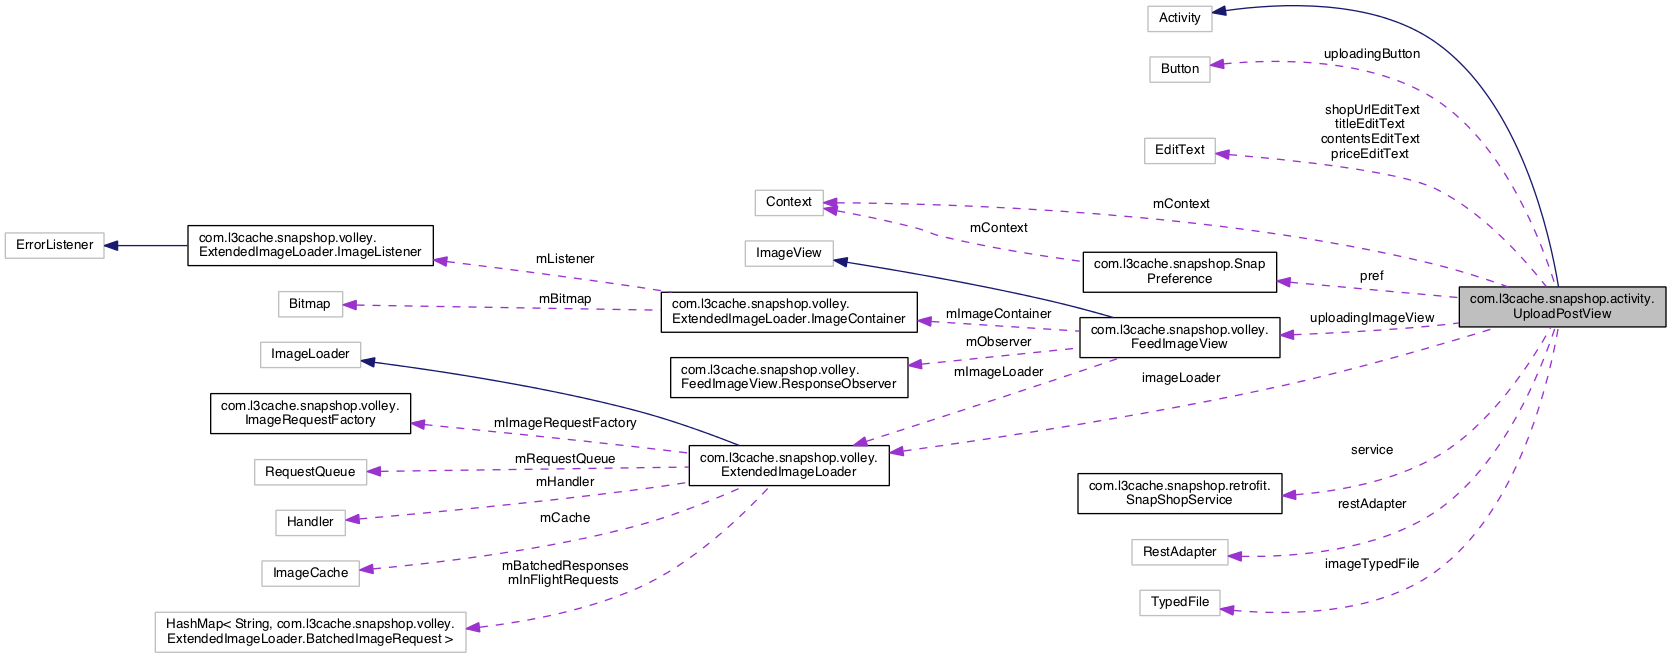 Activity
uploadingButton
Button
shopUrlEditText
titleEditText
contentsEditText
priceEditText
EditText
Context
mContext
mContext
ErrorListener
com.l3cache.snapshop.volley.
ExtendedImageLoader.ImageListener
ImageView
mListener
com.l3cache.snapshop.Snap
Preference
pref
com.l3cache.snapshop.activity.
UploadPostView
Bitmap
mBitmap
com.l3cache.snapshop.volley.
ExtendedImageLoader.ImageContainer
mImageContainer
com.l3cache.snapshop.volley.
FeedImageView
uploadingImageView
ImageLoader
mObserver
com.l3cache.snapshop.volley.
FeedImageView.ResponseObserver
mImageLoader
imageLoader
com.l3cache.snapshop.volley.
ImageRequestFactory
mImageRequestFactory
RequestQueue
mRequestQueue
com.l3cache.snapshop.volley.
ExtendedImageLoader
service
mHandler
com.l3cache.snapshop.retrofit.
SnapShopService
restAdapter
Handler
mCache
RestAdapter
ImageCache
mBatchedResponses
mInFlightRequests
imageTypedFile
TypedFile
HashMap< String, com.l3cache.snapshop.volley.
ExtendedImageLoader.BatchedImageRequest >